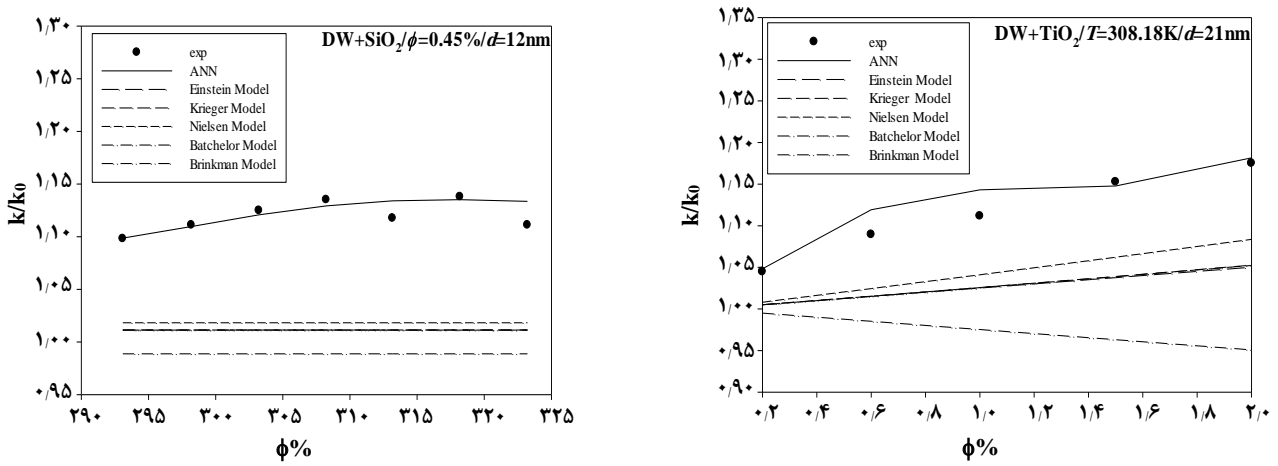 DW+SiO₂/ϕ=0.45%/d=12nm
exp
ANN
Einstein Model
Krieger Model
Nielsen Model
Batchelor Model
Brinkman Model
k/k₀
۱٫۳۰
۱٫۲۵
۱٫۲۰
۱٫۱۵
۱٫۱۰
۱٫۰۵
۱٫۰۰
۰٫۹۵
۲۹۰ ۲۹۵ ۳۰۰ ۳۰۵ ۳۱۰ ۳۱۵ ۳۲۰ ۳۲۵
ϕ%
DW+TiO₂/T=308.18K/d=21nm
exp
ANN
Einstein Model
Krieger Model
Nielsen Model
Batchelor Model
Brinkman Model
k/k₀
۱٫۳۵
۱٫۳۰
۱٫۲۵
۱٫۲۰
۱٫۱۵
۱٫۱۰
۱٫۰۵
۱٫۰۰
۰٫۹۵
۰٫۹۰
۰٫۲ ۰٫۴ ۰٫۶ ۰٫۸ ۱٫۰ ۱٫۲ ۱٫۴ ۱٫۶ ۱٫۸ ۲٫۰
ϕ%